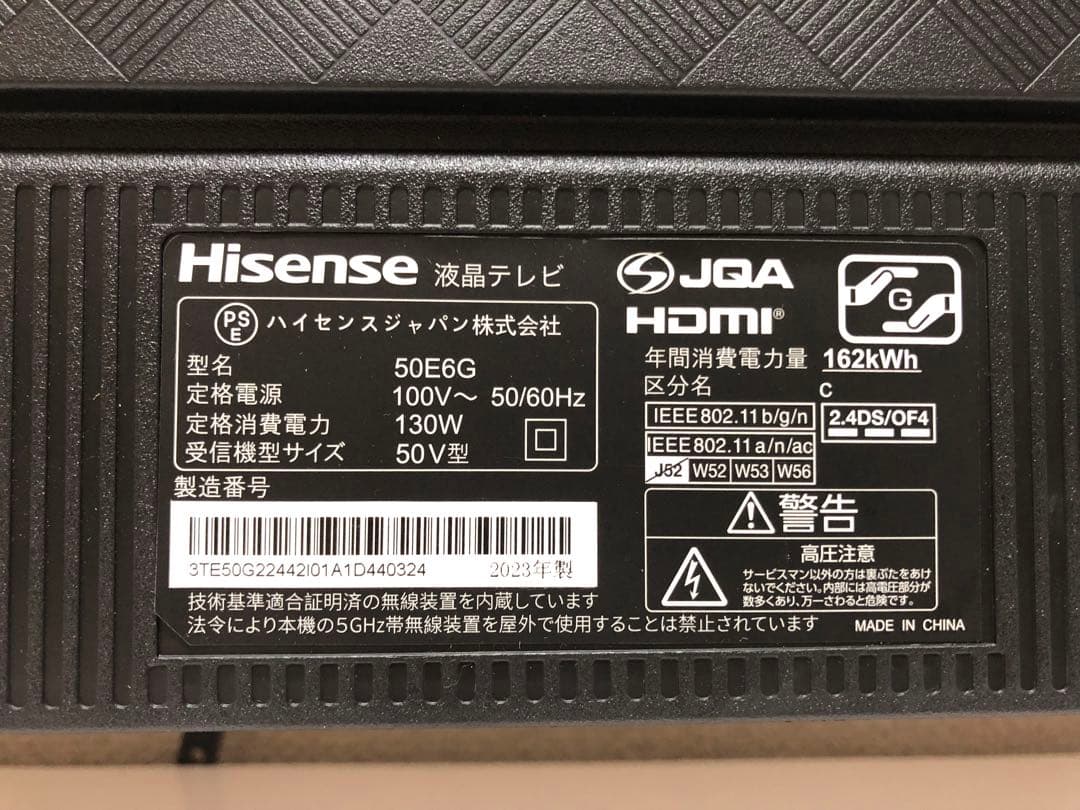 Hisense 液晶テレビ
PSE ハイセンスジャパン株式会社
型名 50E6G
定格電源 100V～ 50/60Hz
定格消費電力 130W
受信機型サイズ 50V型
製造番号
3TE50G22442I01A1D440324 2023年製
技術基準適合証明済の無線装置を内蔵しています
法令により本機の5GHz帯無線装置を屋外で使用することは禁止されています
JQA
HDMI®
G
年間消費電力量 162kWh
区分名 C
IEEE802.11b/g/n
2.4DS/OF4
IEEE802.11a/n/ac
J52 W52 W53 W56
警告
高圧注意
サービスマン以外の方は裏ぶたをあけ
ないでください。内部には高電圧部分が
数多くあり、万一さわると危険です。
MADE IN CHINA